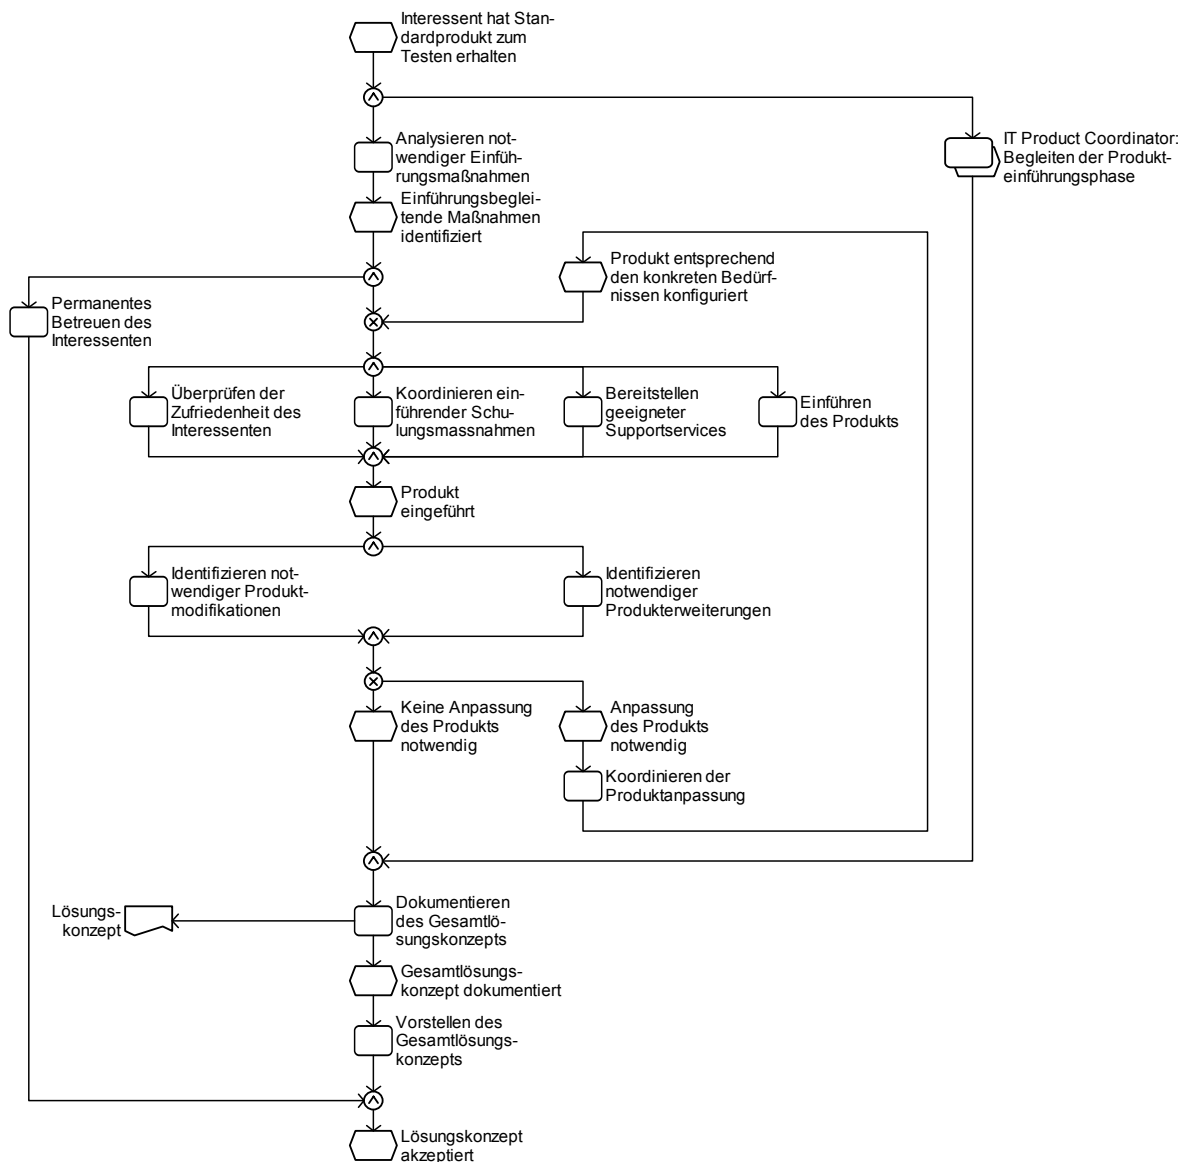 Interessent hat Stan-
dardprodukt zum
Testen erhalten
Analysieren not-
wendiger Einfüh-
rungsmaßnahmen
IT Product Coordinator:
Begleiten der Produkt-
einführungsphase
Einführungsbeglei-
tende Maßnahmen
identifiziert
Produkt entsprechend
den konkreten Bedürf-
nissen konfiguriert
Permanentes
Betreuen des
Interessenten
Überprüfen der
Zufriedenheit des
Interessenten
Koordinieren ein-
führender Schu-
lungsmassnahmen
Bereitstellen
geeigneter
Supportservices
Einführen
des Produkts
Produkt
eingeführt
Identifizieren not-
wendiger Produkt-
modifikationen
Identifizieren
notwendiger
Produkterweiterungen
Keine Anpassung
des Produkts
notwendig
Anpassung
des Produkts
notwendig
Koordinieren der
Produktanpassung
Lösungs-
konzept
Dokumentieren
des Gesamtlö-
sungskonzepts
Gesamtlösungs-
konzept dokumentiert
Vorstellen des
Gesamtlösungs-
konzepts
Lösungskonzept
akzeptiert